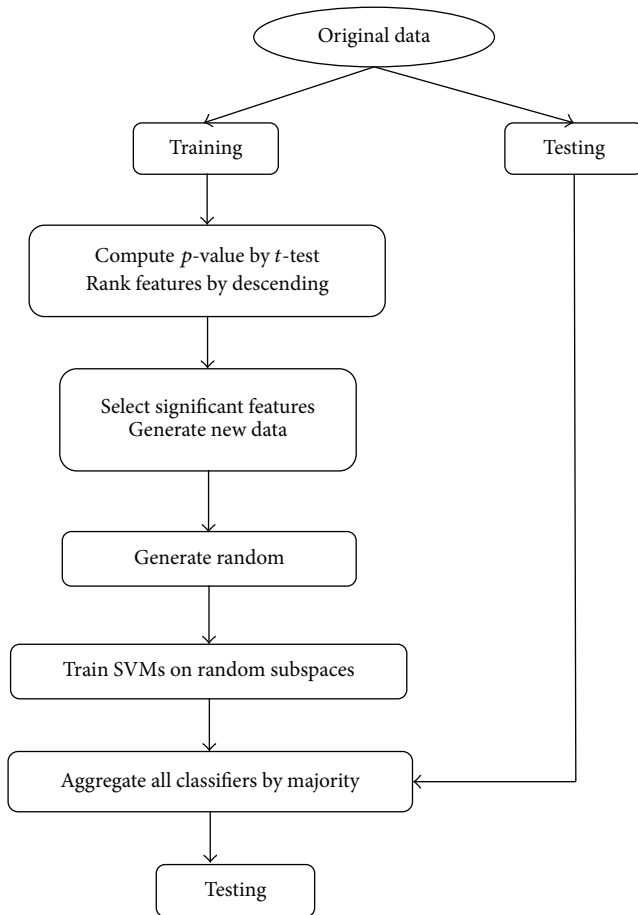 Original data
Training
Testing
Compute p-value by t-test
Rank features by descending
Select significant features
Generate new data
Generate random
Train SVMs on random subspaces
Aggregate all classifiers by majority
Testing